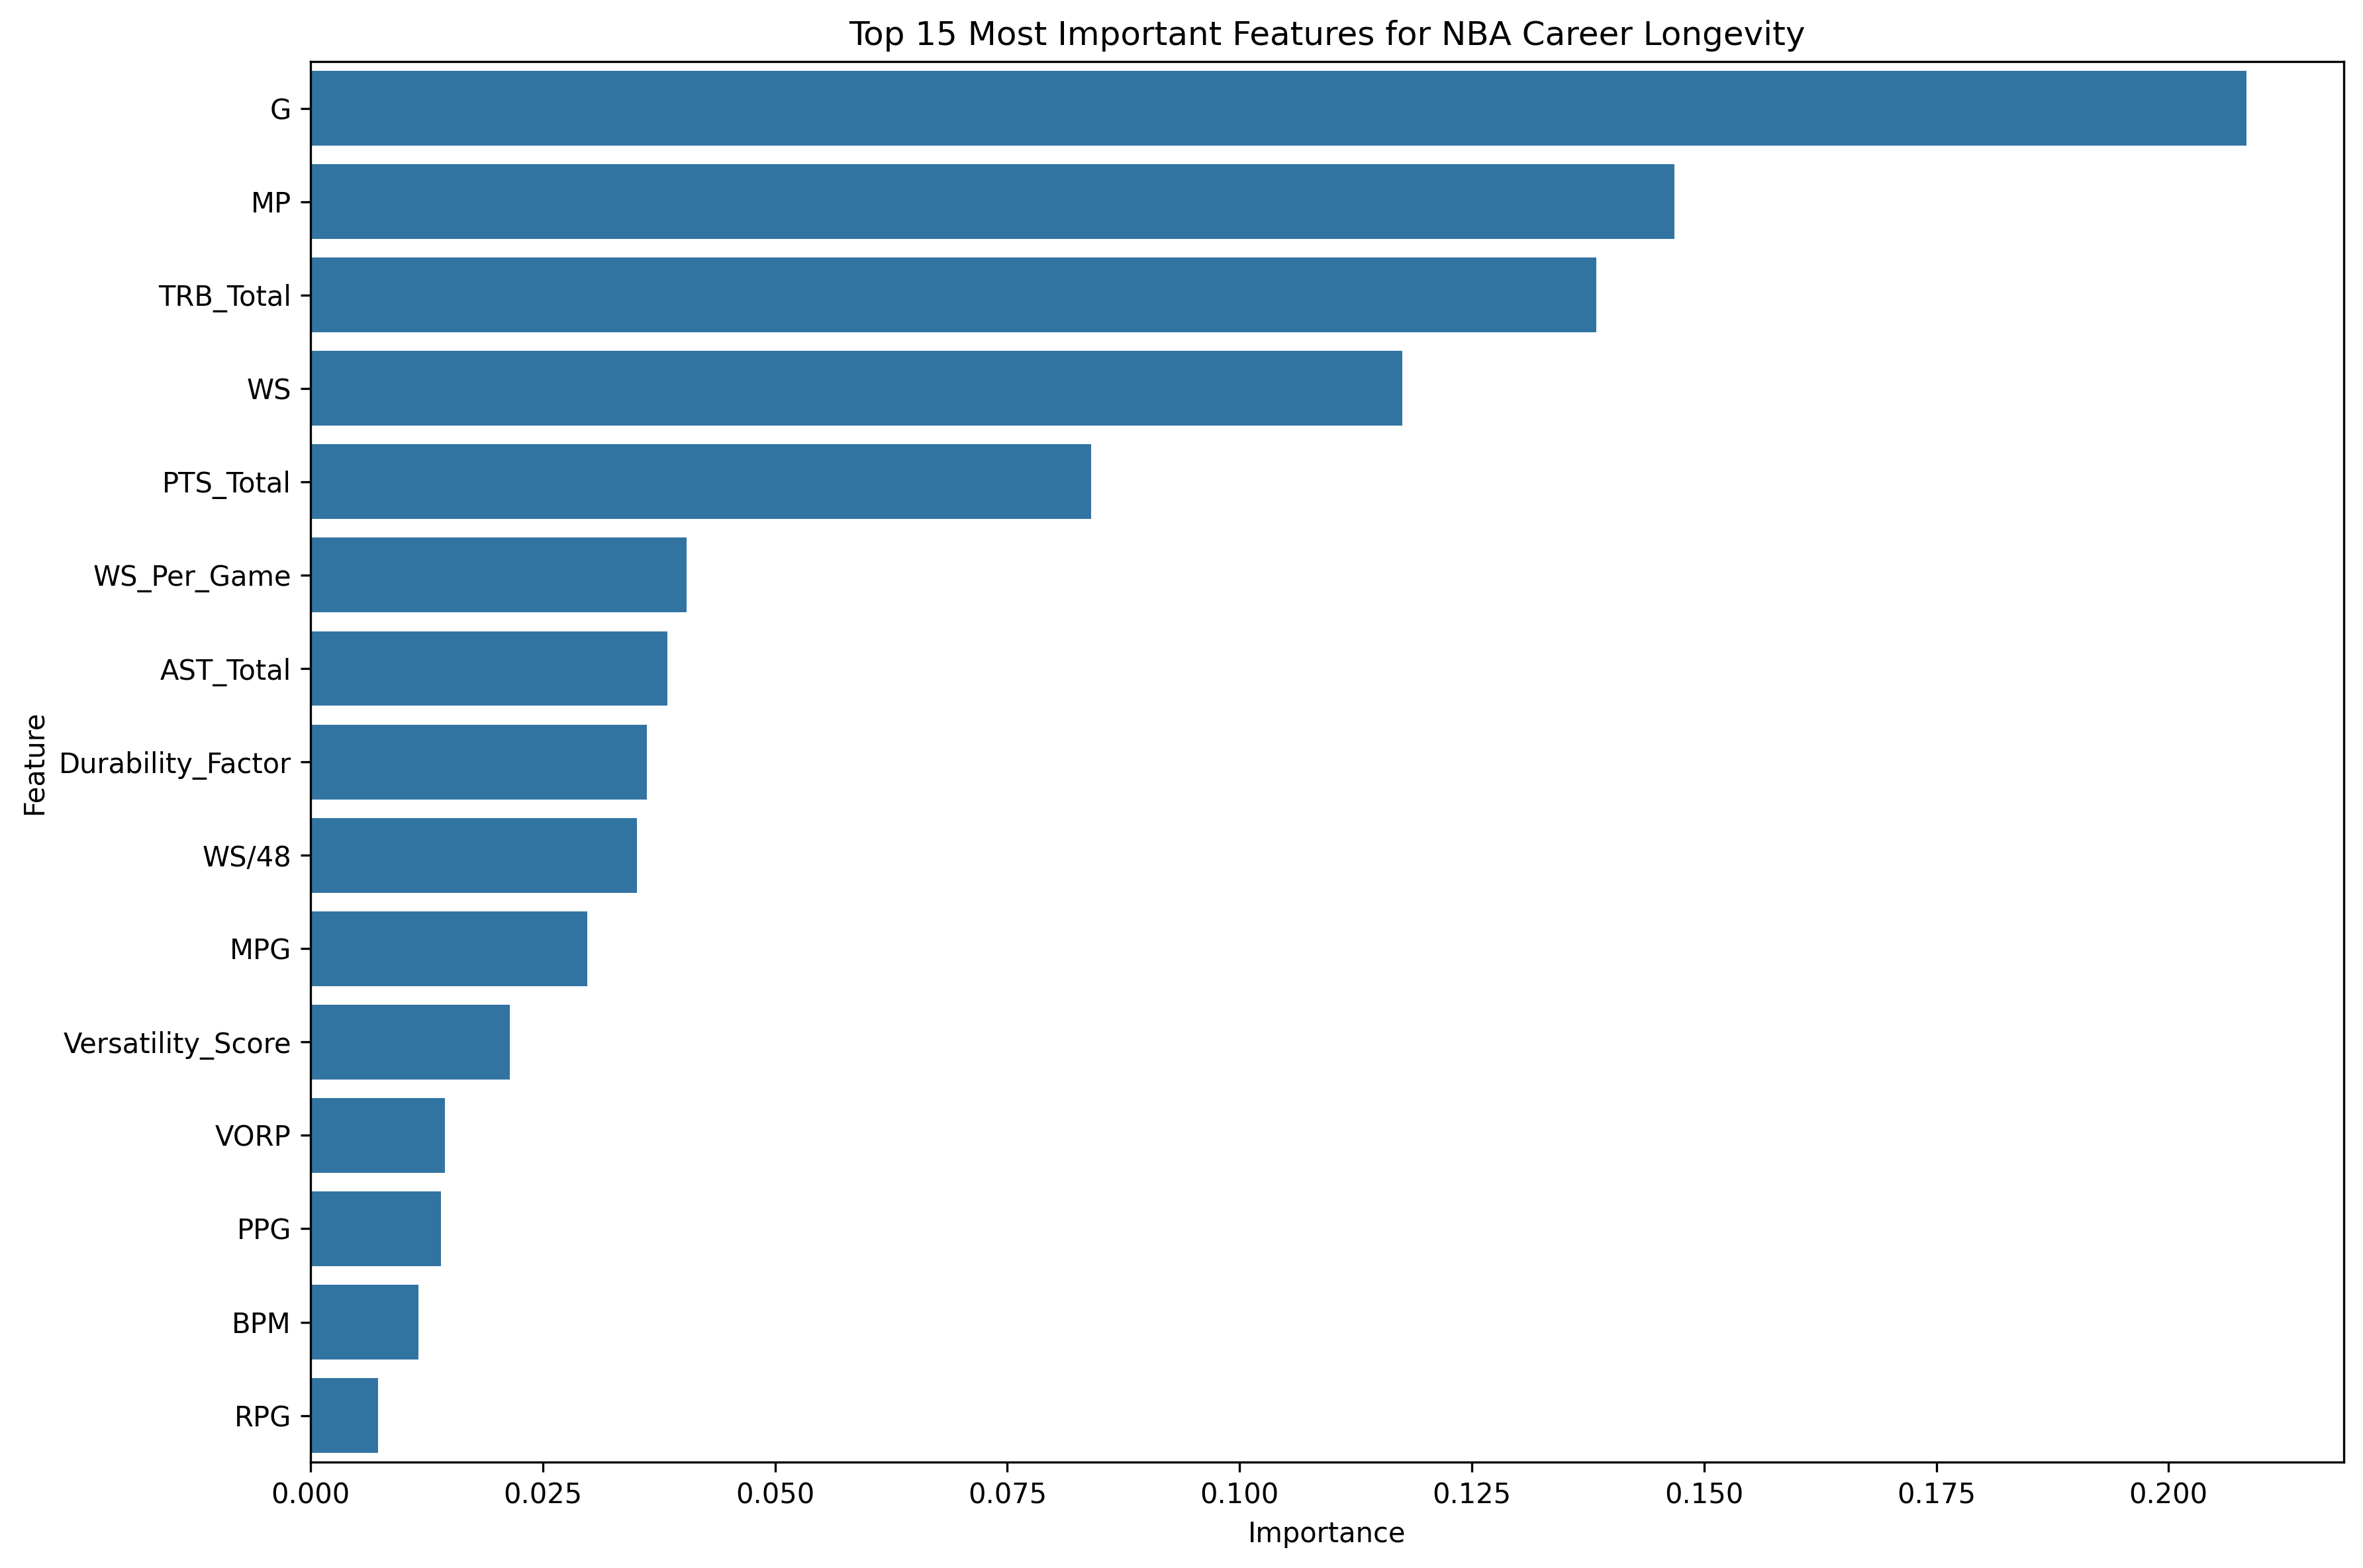 Top 15 Most Important Features for NBA Career Longevity
G
MP
TRB_Total
WS
PTS_Total
WS_Per_Game
AST_Total
Durability_Factor
WS/48
MPG
Versatility_Score
VORP
PPG
BPM
RPG
Feature
0.000 0.025 0.050 0.075 0.100 0.125 0.150 0.175 0.200
Importance